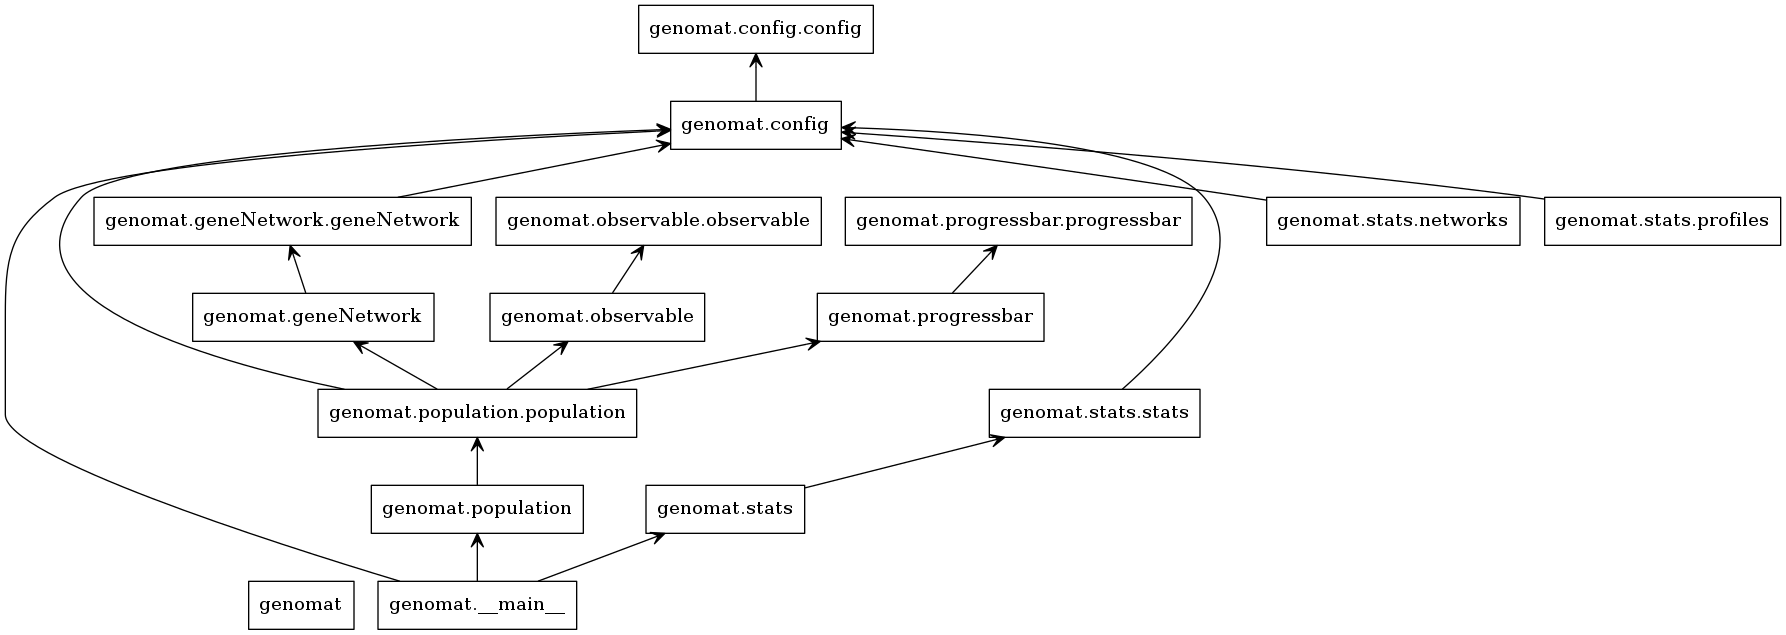 genomat.config.config
genomat.config
genomat.geneNetwork.geneNetwork
genomat.observable.observable
genomat.progressbar.progressbar
genomat.stats.networks
genomat.stats.profiles
genomat.geneNetwork
genomat.observable
genomat.progressbar
genomat.population.population
genomat.stats.stats
genomat.population
genomat.stats
genomat
genomat.__main__